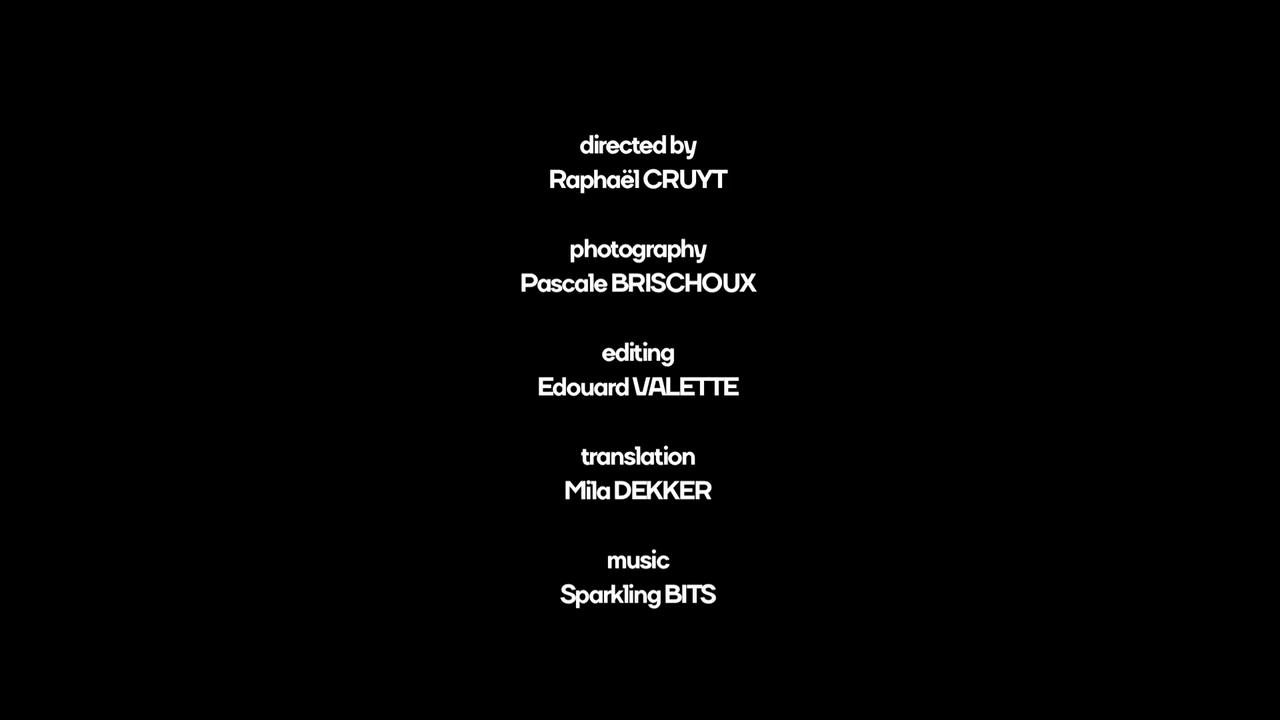 directed by
Raphaël CRUYT
photography
Pascale BRISCHOUX
editing
Edouard VALETTE
translation
Mila DEKKER
music
Sparkling BITS